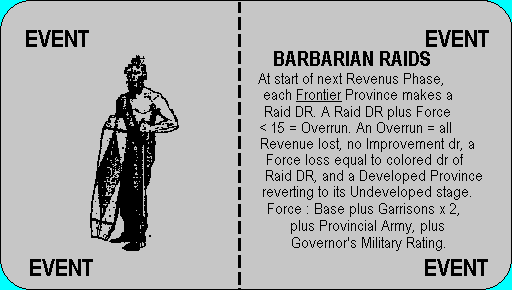 EVENT
EVENT
BARBARIAN RAIDS
At start of next Revenus Phase,
each Frontier Province makes a
Raid DR. A Raid DR plus Force
< 15 = Overrun. An Overrun = all
Revenue lost, no Improvement dr, a
Force loss equal to colored dr of
Raid DR, and a Developed Province
reverting to its Undeveloped stage.
Force : Base plus Garrisons x 2,
plus Provincial Army, plus
Governor's Military Rating.
EVENT
EVENT